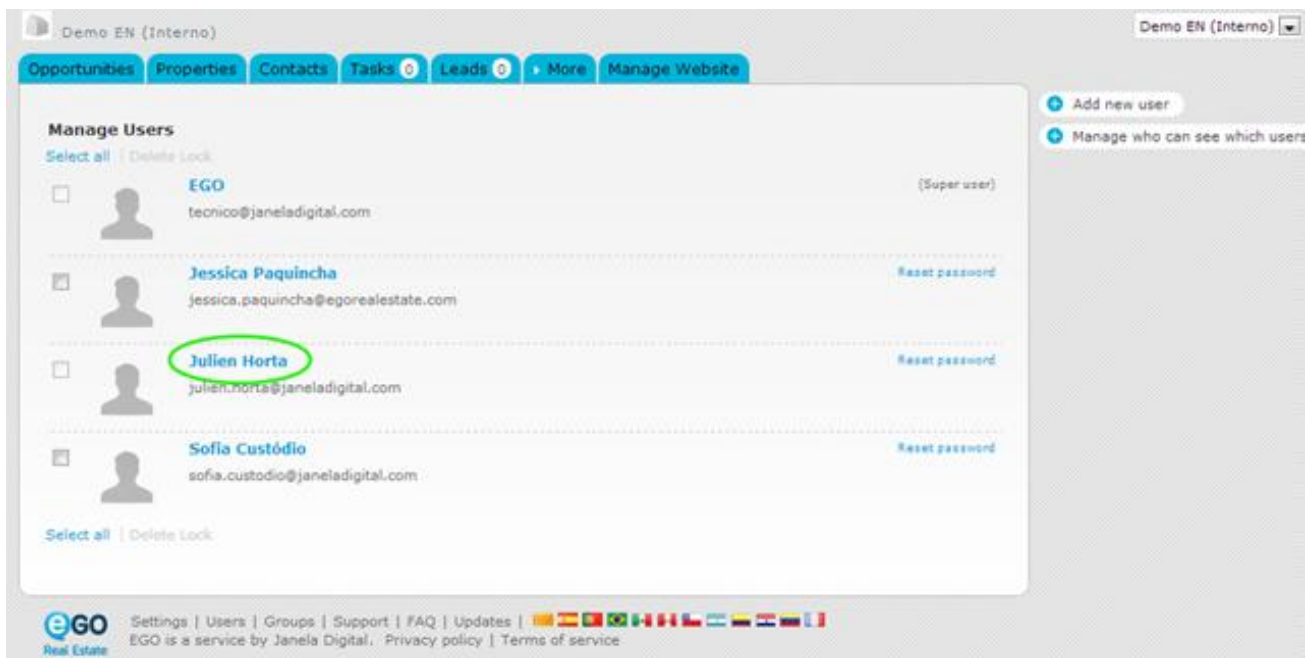 Demo EN (Interno)
Demo EN (Interno)
Opportunities Properties Contacts Tasks 0 Leads 0 More Manage Website
Add new user
Manage who can see which users
Manage Users
Select all | Delete Lock
EGO
(Super user)
tecnico@janeladigital.com
Jessica Paquincha
Reset password
jessica.paquincha@egorealestate.com
Julien Horta
Reset password
julien.horta@janeladigital.com
Sofia Custódio
Reset password
sofia.custodio@janeladigital.com
Select all | Delete Lock
eGO
Real Estate
Settings | Users | Groups | Support | FAQ | Updates |
EGO is a service by Janela Digital. Privacy policy | Terms of service